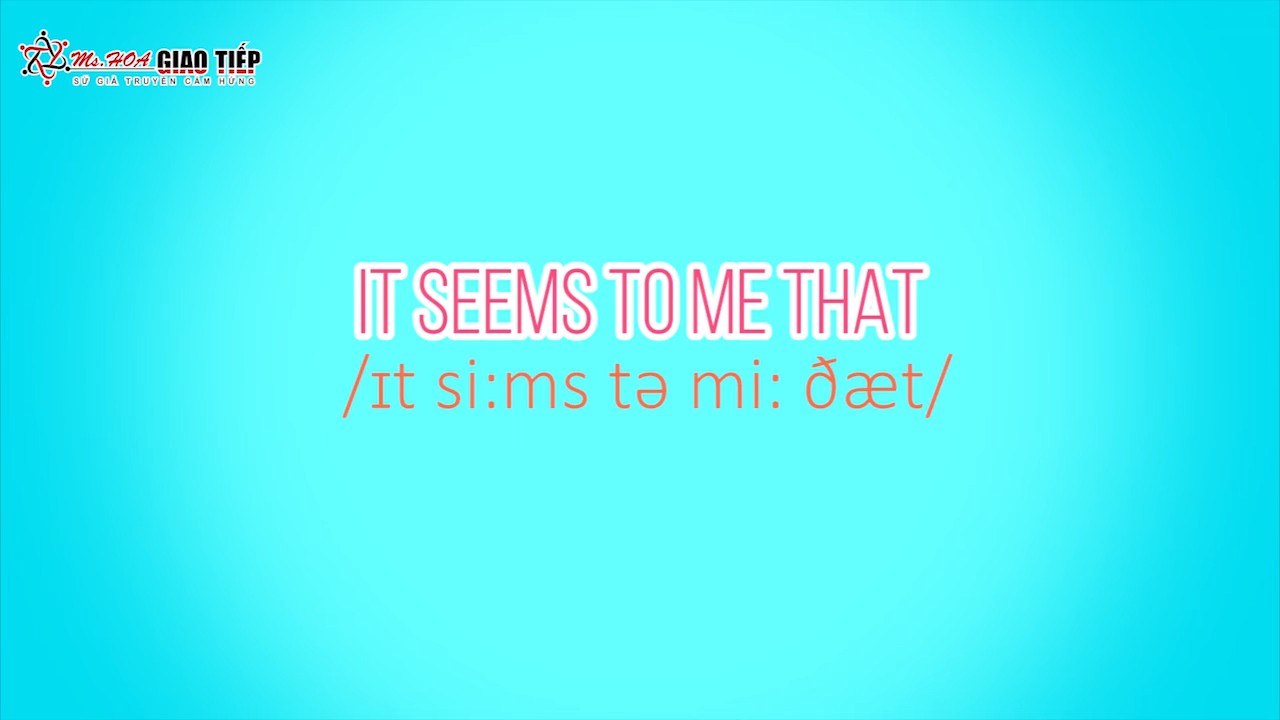 Ms.HOA GIAO TIẾP
SỨ GIẢ TRUYỀN CẢM HỨNG
IT SEEMS TO ME THAT
/ɪt si:ms tə mi: ðæt/